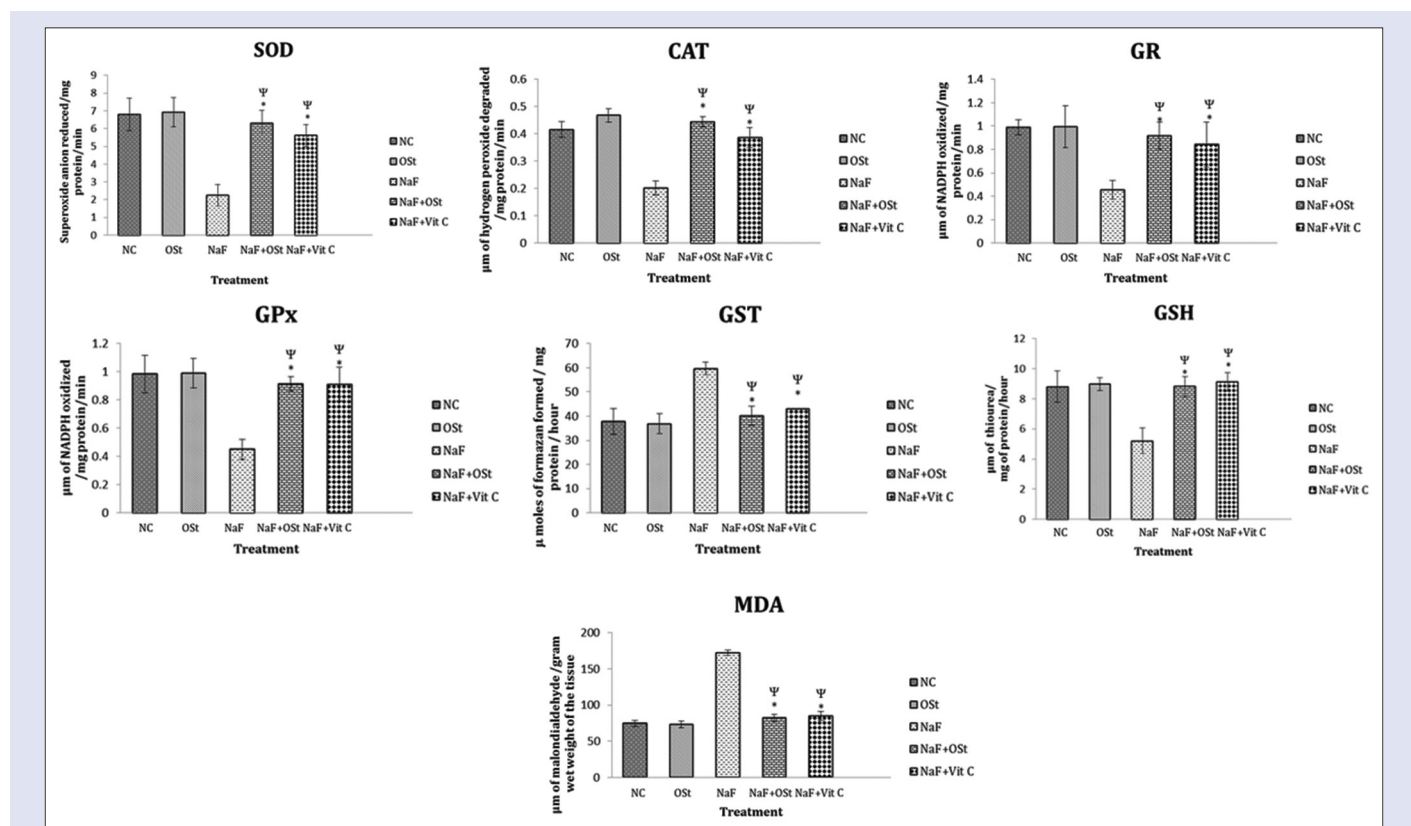 SOD
Superoxide anion reduced/mg
protein/min
9
8
7
6
5
4
3
2
1
0
Ψ
*
Ψ
*
NC
OSt
NaF
NaF+OSt
NaF+Vit C
Treatment
NC
OSt
NaF
NaF+OSt
NaF+Vit C
CAT
µm of hydrogen peroxide degraded
/mg protein/min
0.6
0.5
0.4
0.3
0.2
0.1
0
Ψ
*
Ψ
*
NC
OSt
NaF
NaF+OSt
NaF+Vit C
Treatment
NC
OSt
NaF
NaF+OSt
NaF+Vit C
GR
µm of NADPH oxidized/mg
protein/min
1.4
1.2
1
0.8
0.6
0.4
0.2
0
Ψ
*
Ψ
*
NC
OSt
NaF
NaF+OSt
NaF+Vit C
Treatment
NC
OSt
NaF
NaF+OSt
NaF+Vit C
GPx
µm of NADPH oxidized
/mg protein/min
1.2
1
0.8
0.6
0.4
0.2
0
Ψ
*
Ψ
*
NC
OSt
NaF
NaF+OSt
NaF+Vit C
Treatment
NC
OSt
NaF
NaF+OSt
NaF+Vit C
GST
µ moles of formazan formed / mg
protein / hour
70
60
50
40
30
20
10
0
Ψ
*
Ψ
*
NC
OSt
NaF
NaF+OSt
NaF+Vit C
Treatment
NC
OSt
NaF
NaF+OSt
NaF+Vit C
GSH
µm of thiourea/
mg of protein/hour
12
10
8
6
4
2
0
Ψ
*
Ψ
*
NC
OSt
NaF
NaF+OSt
NaF+Vit C
Treatment
NC
OSt
NaF
NaF+OSt
NaF+Vit C
MDA
µm of malondialdehyde /gram
wet weight of the tissue
200
150
100
50
0
Ψ
*
Ψ
*
NC
OSt
NaF
NaF+OSt
NaF+Vit C
Treatment
NC
OSt
NaF
NaF+OSt
NaF+Vit C